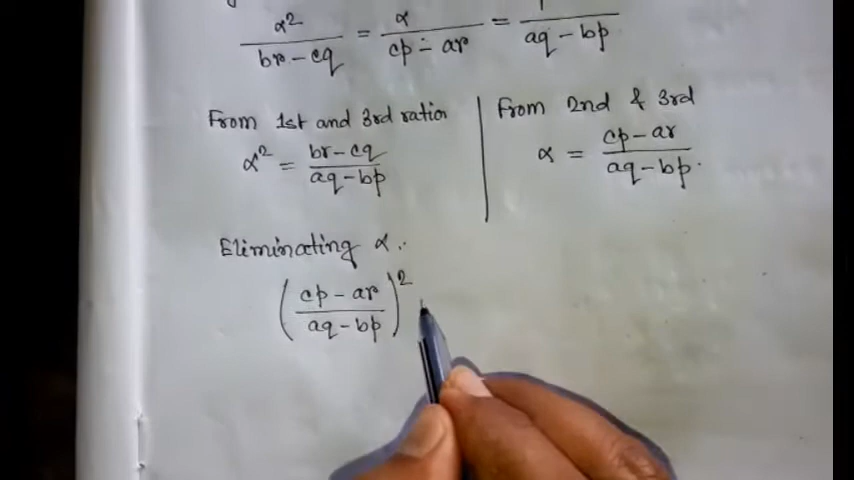 α² / br - cq = α / cp - ar = 1 / aq - bp
From 1st and 3rd ration
α² = br - cq / aq - bp
From 2nd & 3rd
α = cp - ar / aq - bp.
Eliminating α.
(cp - ar / aq - bp)²